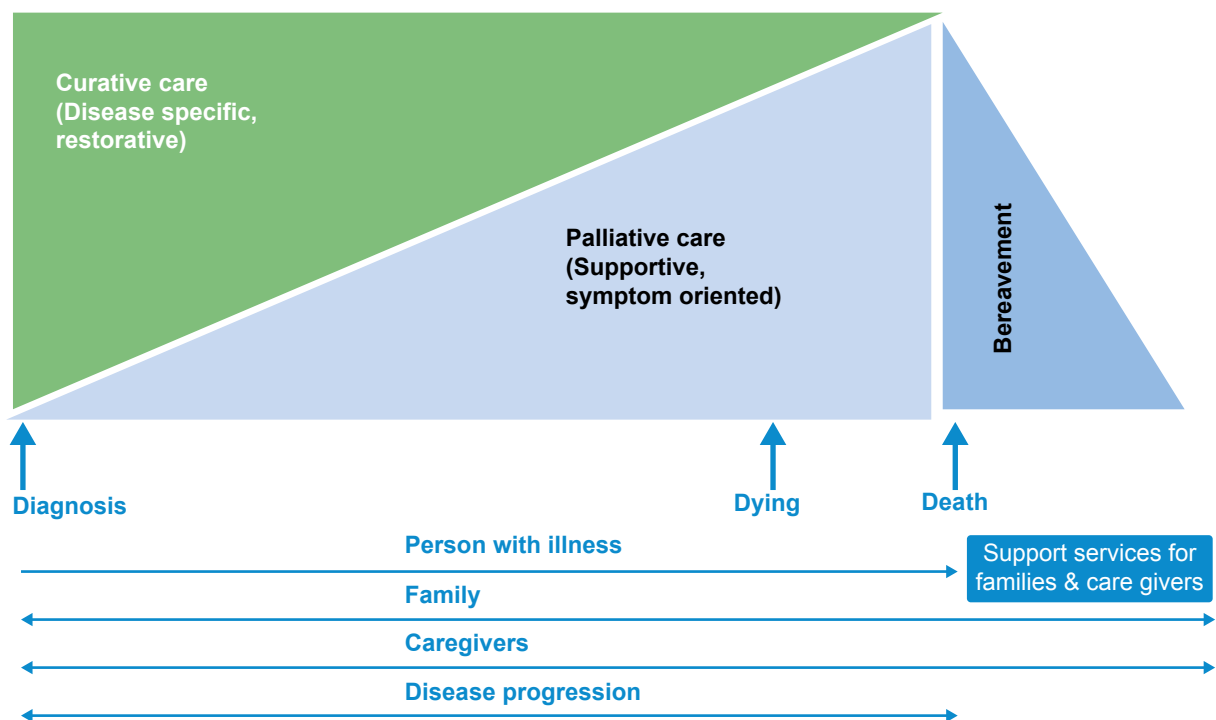 Curative care
(Disease specific,
restorative)
Palliative care
(Supportive,
symptom oriented)
Bereavement
Diagnosis
Dying
Death
Person with illness
Support services for
families & care givers
Family
Caregivers
Disease progression